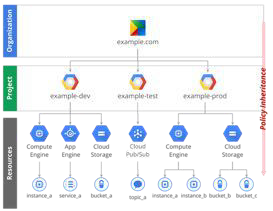 Organization
example.com
Project
example-dev
example-test
example-prod
Policy Inheritance
Resources
Compute
Engine
App
Engine
Cloud
Storage
Cloud
Pub/Sub
Compute
Engine
Cloud
Storage
instance_a
service_a
bucket_a
topic_a
instance_a
instance_b
bucket_b
bucket_c